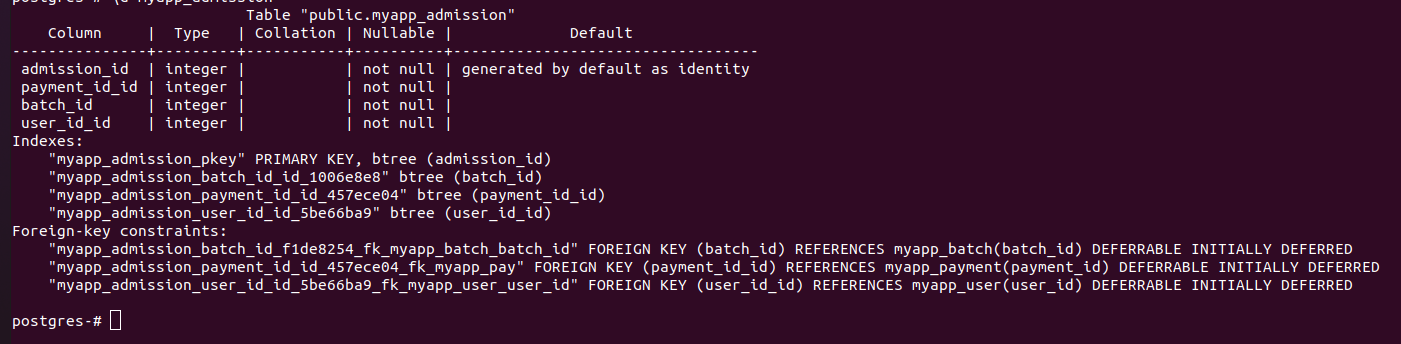 postgres-# \d myapp_admission
                          Table "public.myapp_admission"
    Column     |  Type   | Collation | Nullable |             Default
---------------+---------+-----------+----------+----------------------------------
 admission_id  | integer |           | not null | generated by default as identity
 payment_id_id | integer |           | not null |
 batch_id      | integer |           | not null |
 user_id_id    | integer |           | not null |
Indexes:
    "myapp_admission_pkey" PRIMARY KEY, btree (admission_id)
    "myapp_admission_batch_id_id_1006e8e8" btree (batch_id)
    "myapp_admission_payment_id_id_457ece04" btree (payment_id_id)
    "myapp_admission_user_id_id_5be66ba9" btree (user_id_id)
Foreign-key constraints:
    "myapp_admission_batch_id_f1de8254_fk_myapp_batch_batch_id" FOREIGN KEY (batch_id) REFERENCES myapp_batch(batch_id) DEFERRABLE INITIALLY DEFERRED
    "myapp_admission_payment_id_id_457ece04_fk_myapp_pay" FOREIGN KEY (payment_id_id) REFERENCES myapp_payment(payment_id) DEFERRABLE INITIALLY DEFERRED
    "myapp_admission_user_id_id_5be66ba9_fk_myapp_user_user_id" FOREIGN KEY (user_id_id) REFERENCES myapp_user(user_id) DEFERRABLE INITIALLY DEFERRED
postgres-#